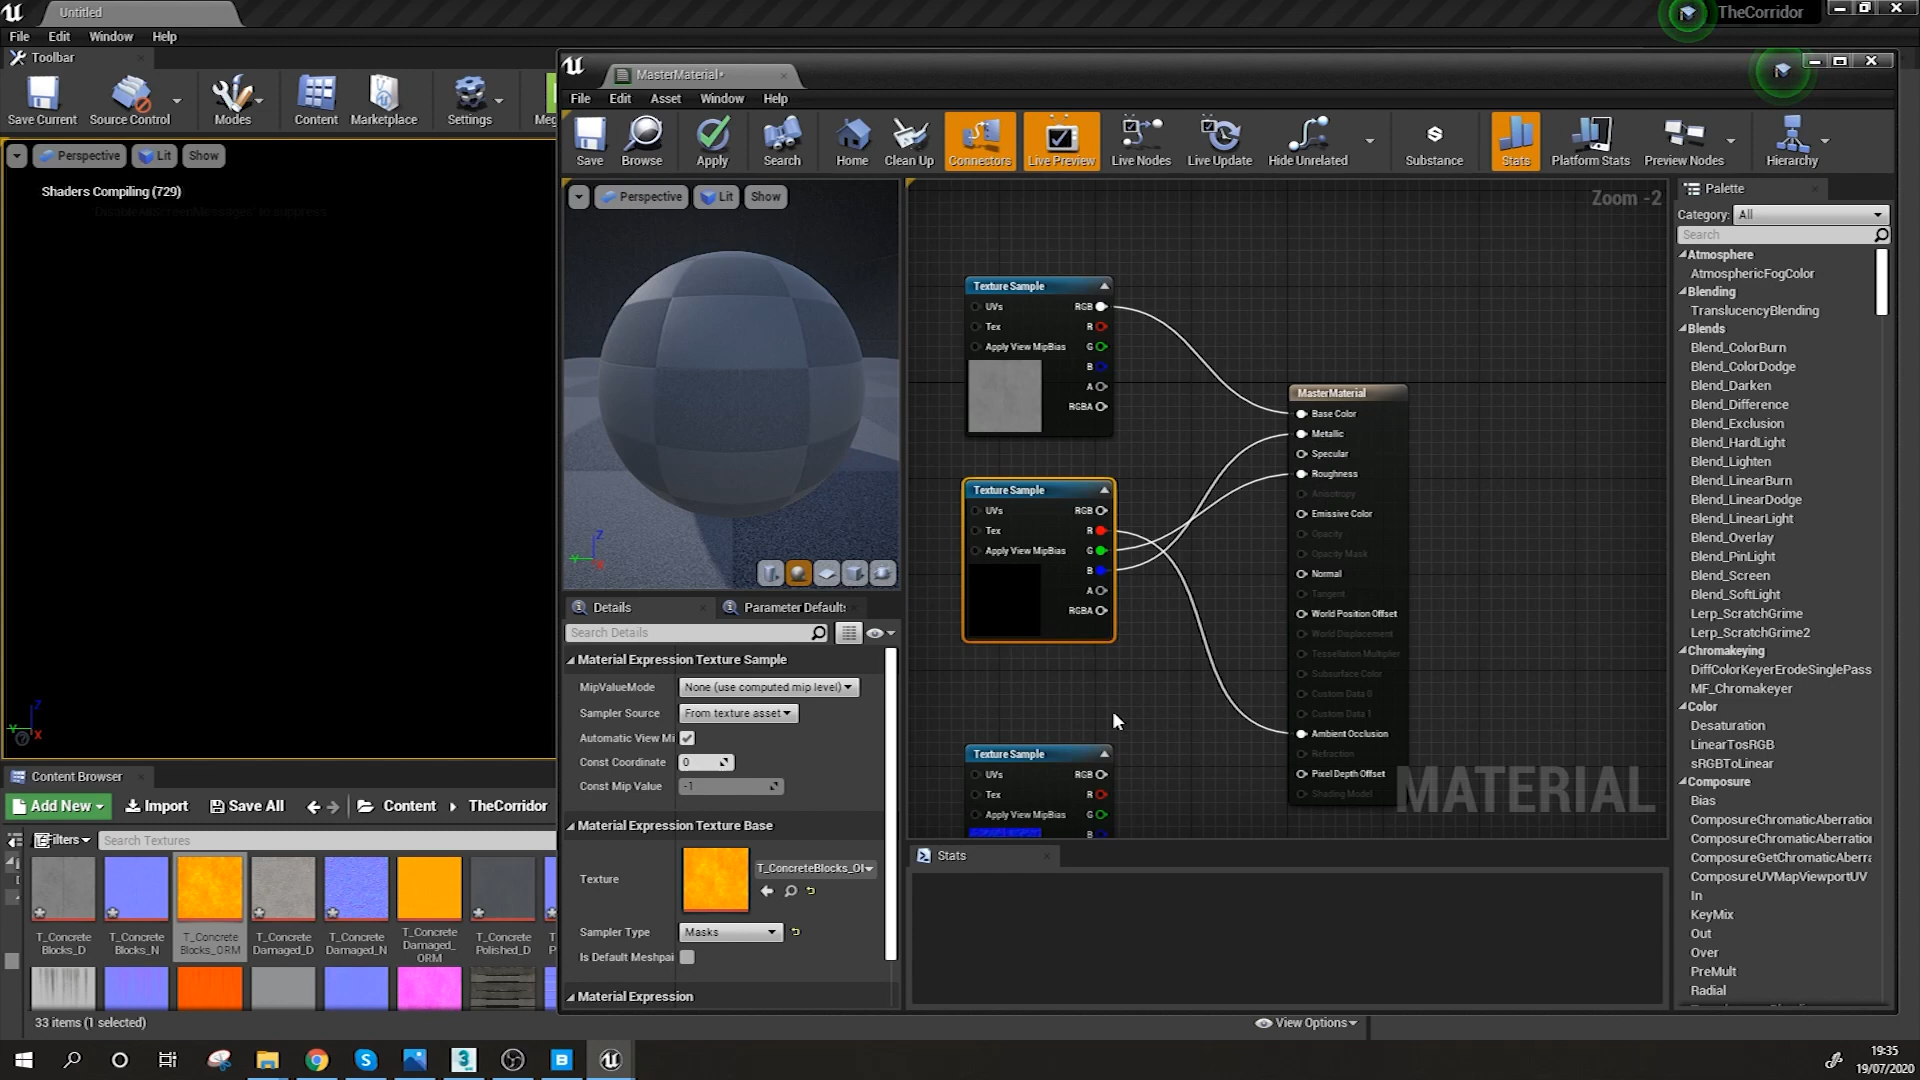 Untitled
TheCorridor
File Edit Window Help
Toolbar
Save Current
Source Control
Modes
Content
Marketplace
Settings
Perspective
Lit
Show
Shaders Compiling (729)
'DisableAllScreenMessages' to suppress
MasterMaterial*
File Edit Asset Window Help
Save
Browse
Apply
Search
Home
Clean Up
Connectors
Live Preview
Live Nodes
Live Update
Hide Unrelated
Substance
Stats
Platform Stats
Preview Nodes
Hierarchy
Perspective
Lit
Show
Zoom -2
Texture Sample
UVs RGB
Tex R
Apply View MipBias G
B
A
RGBA
Texture Sample
UVs RGB
Tex R
Apply View MipBias G
B
A
RGBA
Texture Sample
UVs RGB
Tex R
Apply View MipBias G
B
MasterMaterial
Base Color
Metallic
Specular
Roughness
Anisotropy
Emissive Color
Opacity
Opacity Mask
Normal
Tangent
World Position Offset
World Displacement
Tessellation Multiplier
Subsurface Color
Custom Data 0
Custom Data 1
Ambient Occlusion
Refraction
Pixel Depth Offset
Shading Model
MATERIAL
Details
Parameter Defaults
Search Details
Material Expression Texture Sample
MipValueMode None (use computed mip level)
Sampler Source From texture asset
Automatic View Mi
Const Coordinate 0
Const Mip Value -1
Material Expression Texture Base
Texture
T_ConcreteBlocks_OI
Sampler Type Masks
Is Default Meshpai
Material Expression
Stats
Palette
Category: All
Search
Atmosphere
AtmosphericFogColor
Blending
TranslucencyBlending
Blends
Blend_ColorBurn
Blend_ColorDodge
Blend_Darken
Blend_Difference
Blend_Exclusion
Blend_HardLight
Blend_Lighten
Blend_LinearBurn
Blend_LinearDodge
Blend_LinearLight
Blend_Overlay
Blend_PinLight
Blend_Screen
Blend_SoftLight
Lerp_ScratchGrime
Lerp_ScratchGrime2
Chromakeying
DiffColorKeyerErodeSinglePass
MF_Chromakeyer
Color
Desaturation
LinearTosRGB
sRGBToLinear
Composure
Bias
ComposureChromaticAberration
ComposureChromaticAberration
ComposureGetChromaticAberra
ComposureUVMapViewportUV
In
KeyMix
Out
Over
PreMult
Radial
Content Browser
Add New
Import
Save All
Content
TheCorridor
Filters
Search Textures
T_Concrete
Blocks_D
T_Concrete
Blocks_N
T_Concrete
Blocks_ORM
T_Concrete
Damaged_D
T_Concrete
Damaged_N
T_Concrete
Damaged_
ORM
T_Concrete
Polished_D
33 items (1 selected)
View Options
19:35
19/07/2020